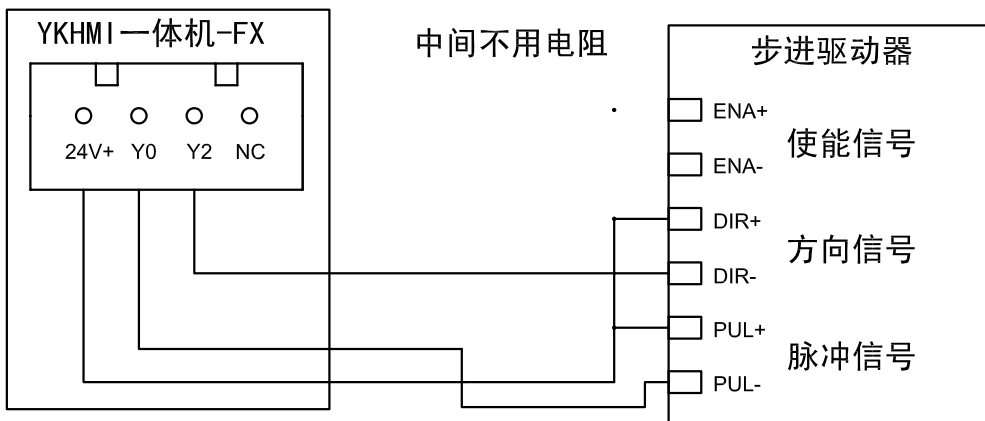 YKHMI一体机-FX
24V+ Y0 Y2 NC
中间不用电阻
步进驱动器
ENA+
使能信号
ENA-
DIR+
方向信号
DIR-
PUL+
脉冲信号
PUL-